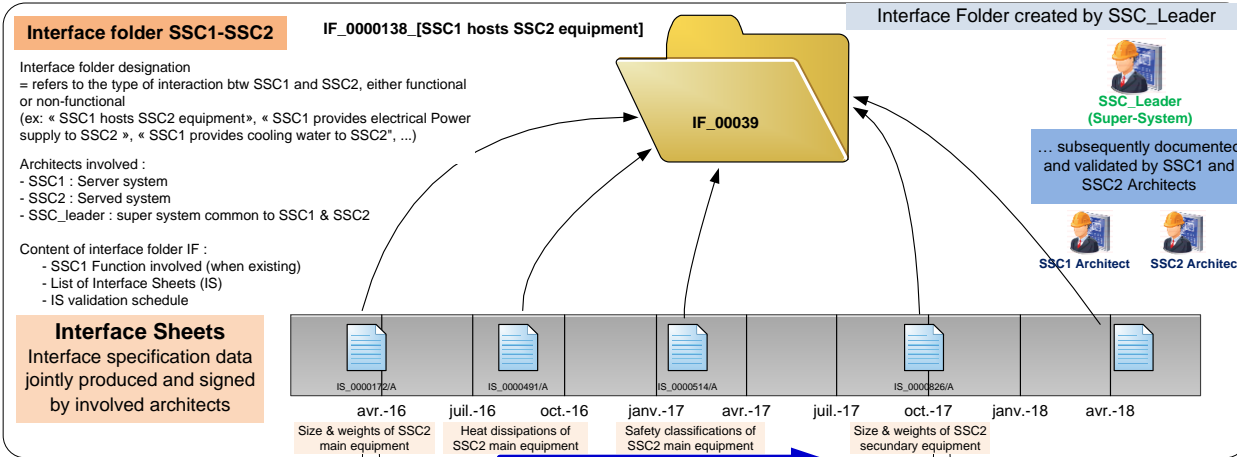 Interface folder SSC1-SSC2
IF_0000138_[SSC1 hosts SSC2 equipment]
Interface Folder created by SSC_Leader
Interface folder designation
= refers to the type of interaction btw SSC1 and SSC2, either functional
or non-functional
(ex: « SSC1 hosts SSC2 equipment», « SSC1 provides electrical Power
supply to SSC2 », « SSC1 provides cooling water to SSC2", ...)
Architects involved :
- SSC1 : Server system
- SSC2 : Served system
- SSC_leader : super system common to SSC1 & SSC2
Content of interface folder IF :
- SSC1 Function involved (when existing)
- List of Interface Sheets (IS)
- IS validation schedule
IF_00039
SSC_Leader
(Super-System)
… subsequently documented
and validated by SSC1 and
SSC2 Architects
SSC1 Architect
SSC2 Architec
Interface Sheets
Interface specification data
jointly produced and signed
by involved architects
IS_0000172/A
IS_0000491/A
IS_0000514/A
IS_0000826/A
avr.-16
juil.-16
oct.-16
janv.-17
avr.-17
juil.-17
oct.-17
janv.-18
avr.-18
Size & weights of SSC2
main equipment
Heat dissipations of
SSC2 main equipment
Safety classifications of
SSC2 main equipment
Size & weights of SSC2
secundary equipment